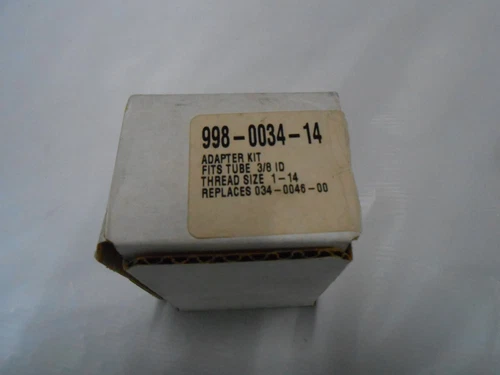 998-0034-14
ADAPTER KIT
FITS TUBE 3/8 ID
THREAD SIZE 1-14
REPLACES 034-0046-00